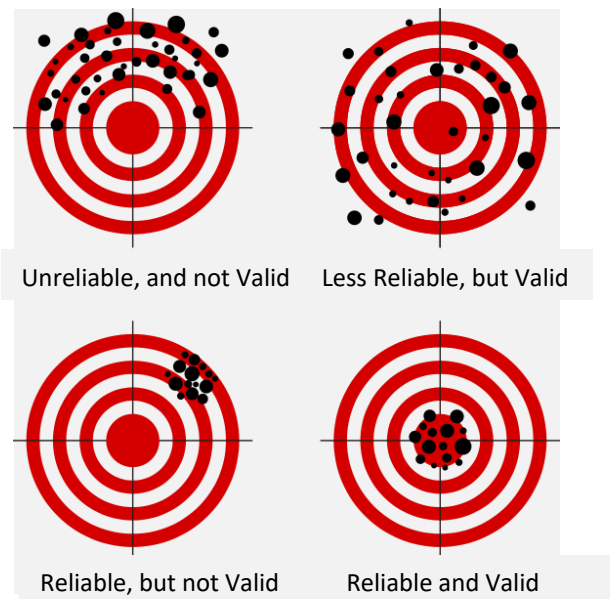 Unreliable, and not Valid
Less Reliable, but Valid
Reliable, but not Valid
Reliable and Valid